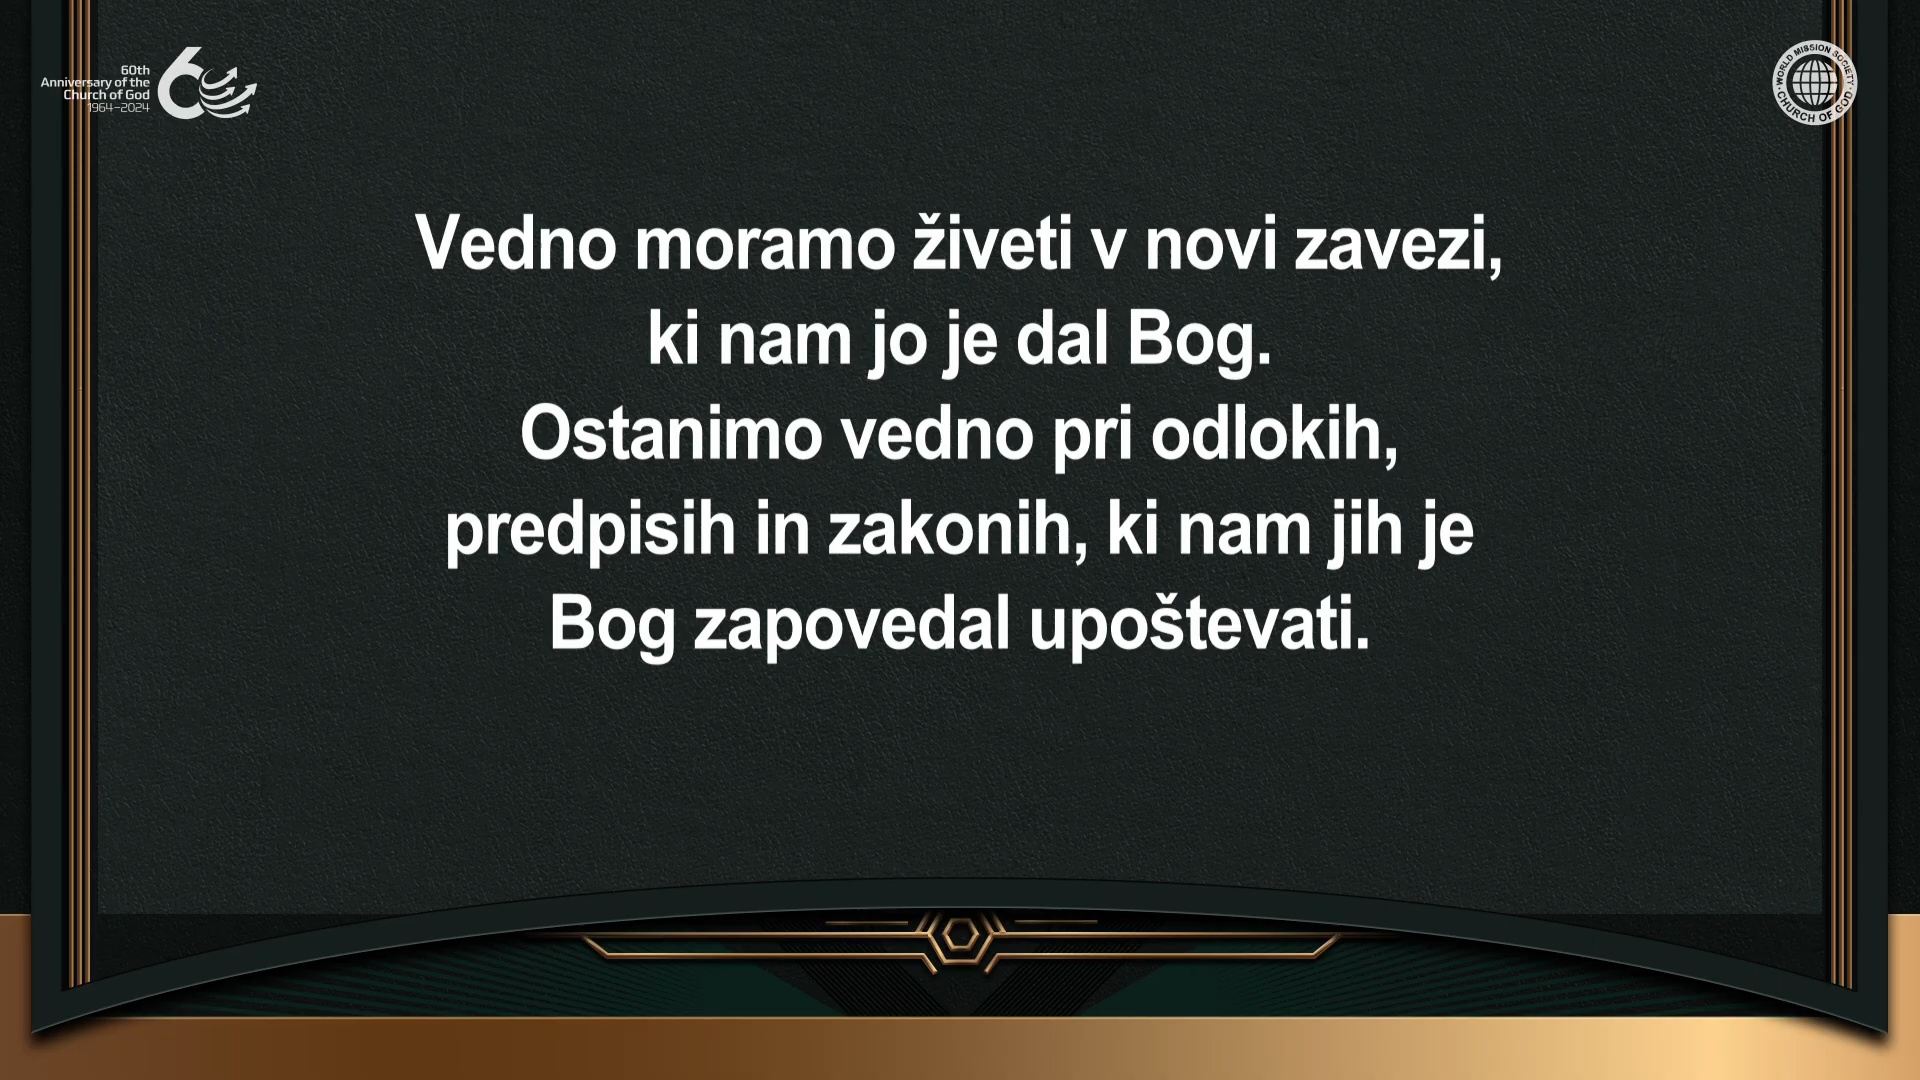 60th
Anniversary of the
Church of God
1964–2024
WORLD MISSION SOCIETY
CHURCH OF GOD
Vedno moramo živeti v novi zavezi,
ki nam jo je dal Bog.
Ostanimo vedno pri odlokih,
predpisih in zakonih, ki nam jih je
Bog zapovedal upoštevati.